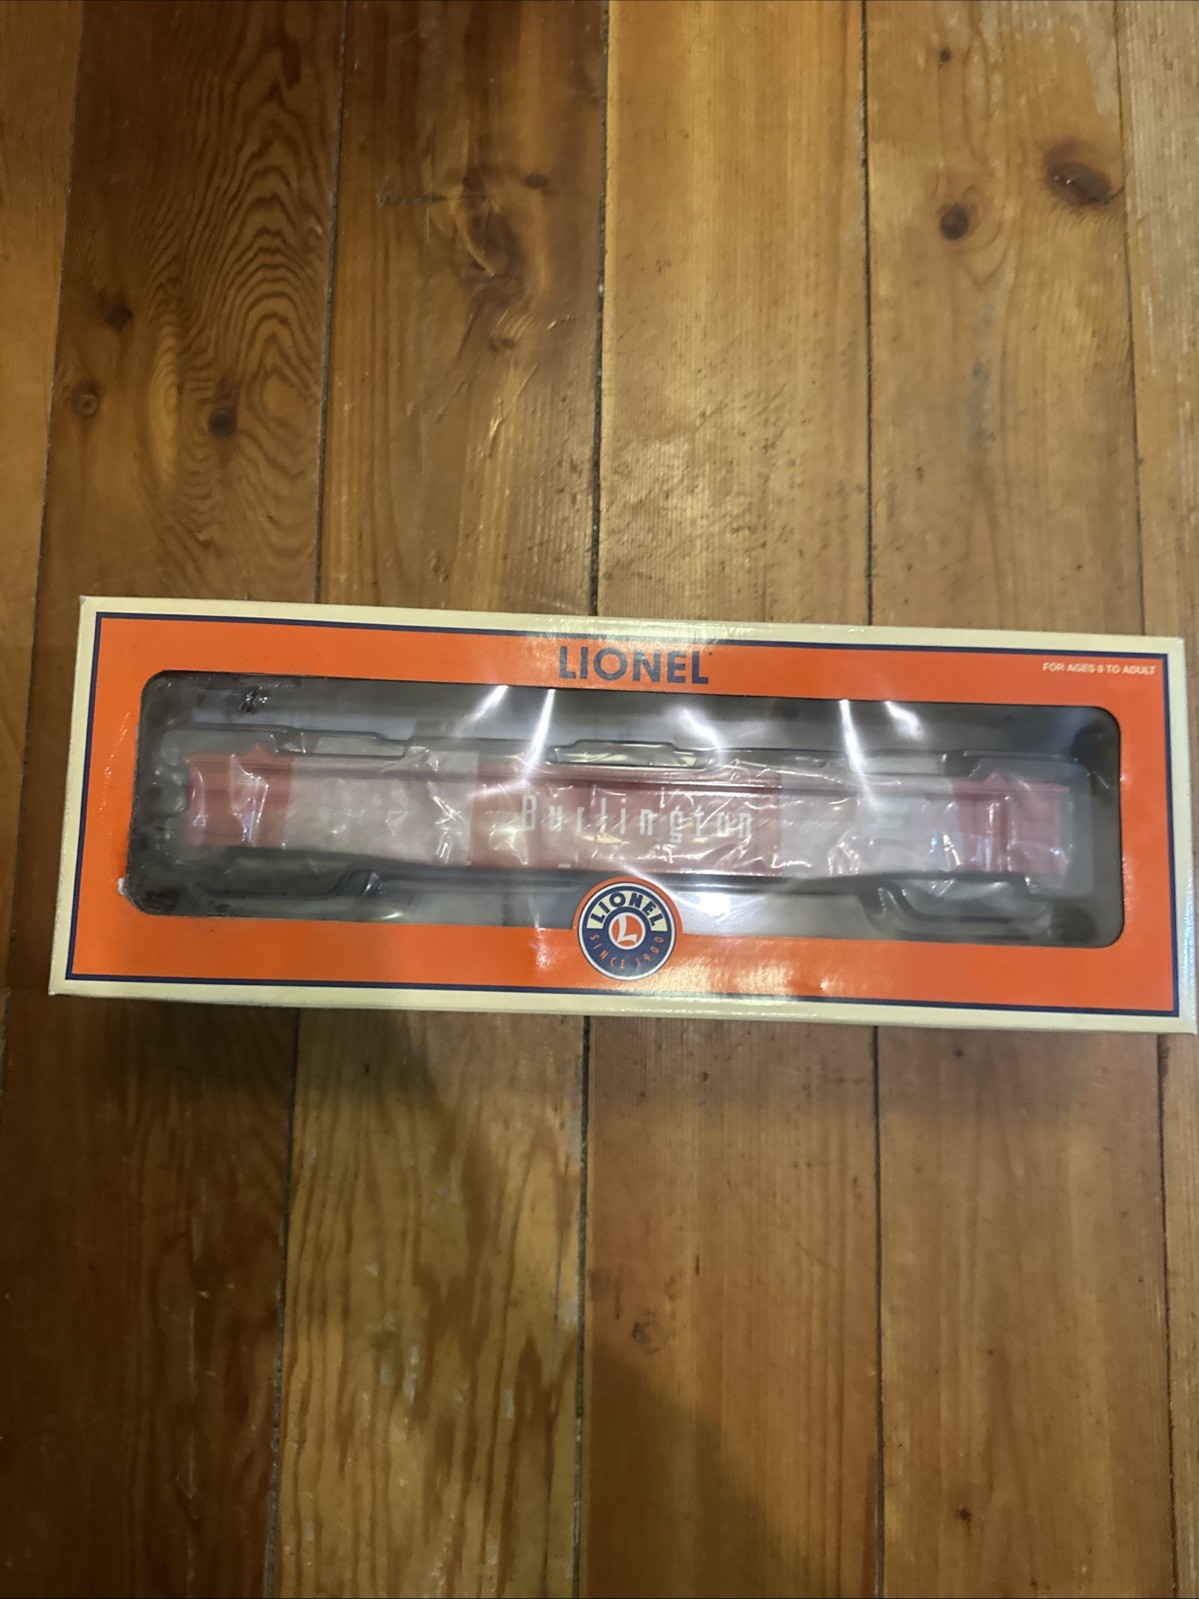 LIONEL
FOR AGES 8 TO ADULT
Burlington
LIONEL
L
SINCE 1900